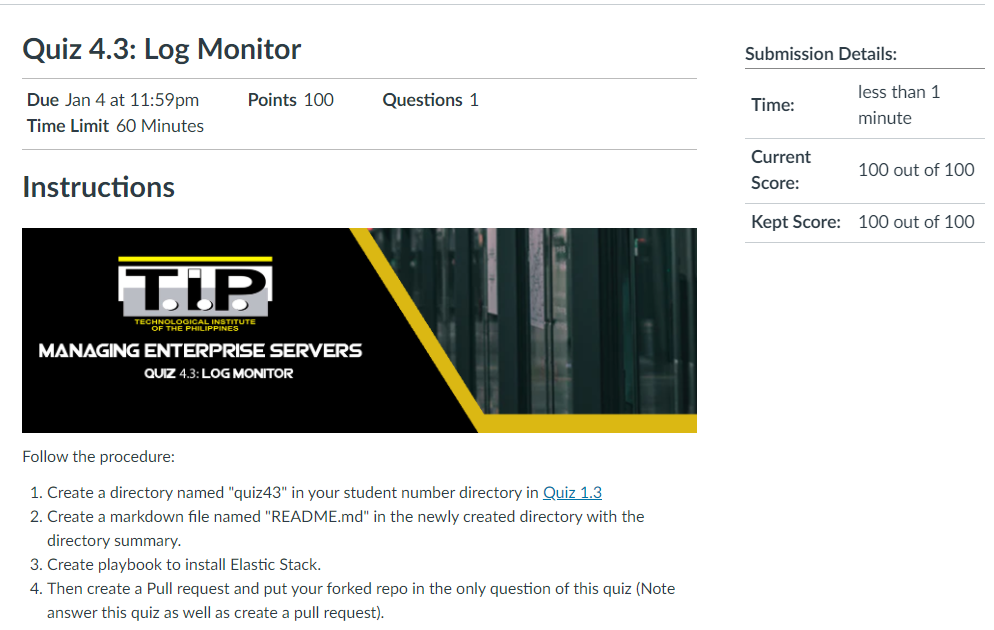 Quiz 4.3: Log Monitor
Due Jan 4 at 11:59pm Points 100 Questions 1
Time Limit 60 Minutes
Submission Details:
Time: less than 1
minute
Current
Score: 100 out of 100
Kept Score: 100 out of 100
Instructions
T.I.P.
TECHNOLOGICAL INSTITUTE
OF THE PHILIPPINES
MANAGING ENTERPRISE SERVERS
QUIZ 4.3: LOG MONITOR
Follow the procedure:
1. Create a directory named "quiz43" in your student number directory in Quiz 1.3
2. Create a markdown file named "README.md" in the newly created directory with the
directory summary.
3. Create playbook to install Elastic Stack.
4. Then create a Pull request and put your forked repo in the only question of this quiz (Note
answer this quiz as well as create a pull request).